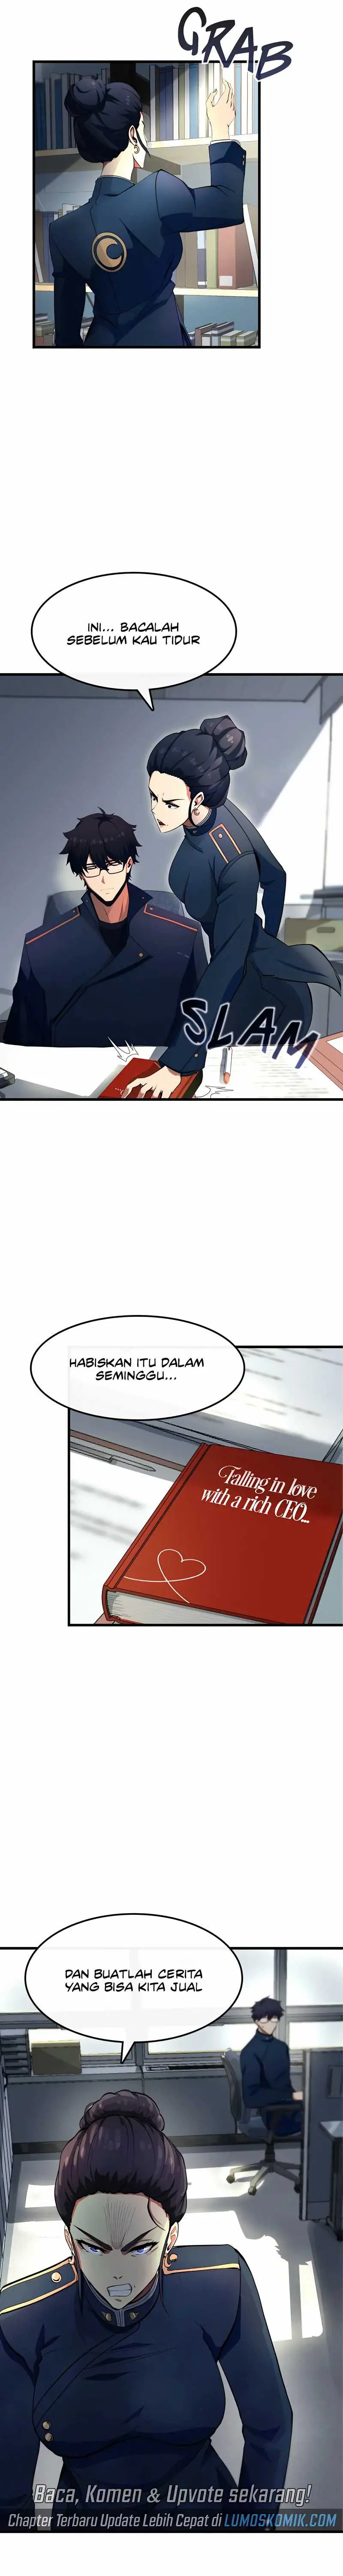 GRAB
INI... BACALAH
SEBELUM KAU TIDUR
SLAM
HABISKAN ITU DALAM
SEMINGGU...
Falling in love
with a rich CEO...
DAN BUATLAH CERITA
YANG BISA KITA JUAL
Baca, Komen & Upvote sekarang!
Chapter Terbaru Update Lebih Cepat di LUMOSKOMIK.COM